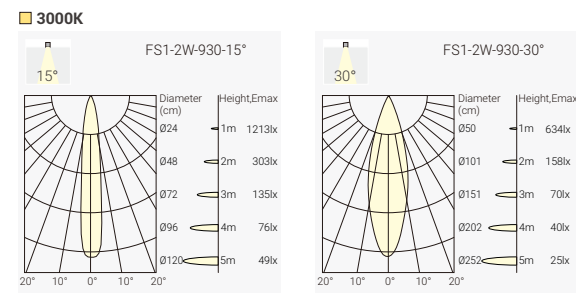 3000K
FS1-2W-930-15°
15°
Diameter Height,Emax
(cm)
Ø24 1m 1213lx
Ø48 2m 303lx
Ø72 3m 135lx
Ø96 4m 76lx
Ø120 5m 49lx
20° 10° 0° 10° 20°
FS1-2W-930-30°
30°
Diameter Height,Emax
(cm)
Ø50 1m 634lx
Ø101 2m 158lx
Ø151 3m 70lx
Ø202 4m 40lx
Ø252 5m 25lx
20° 10° 0° 10° 20°